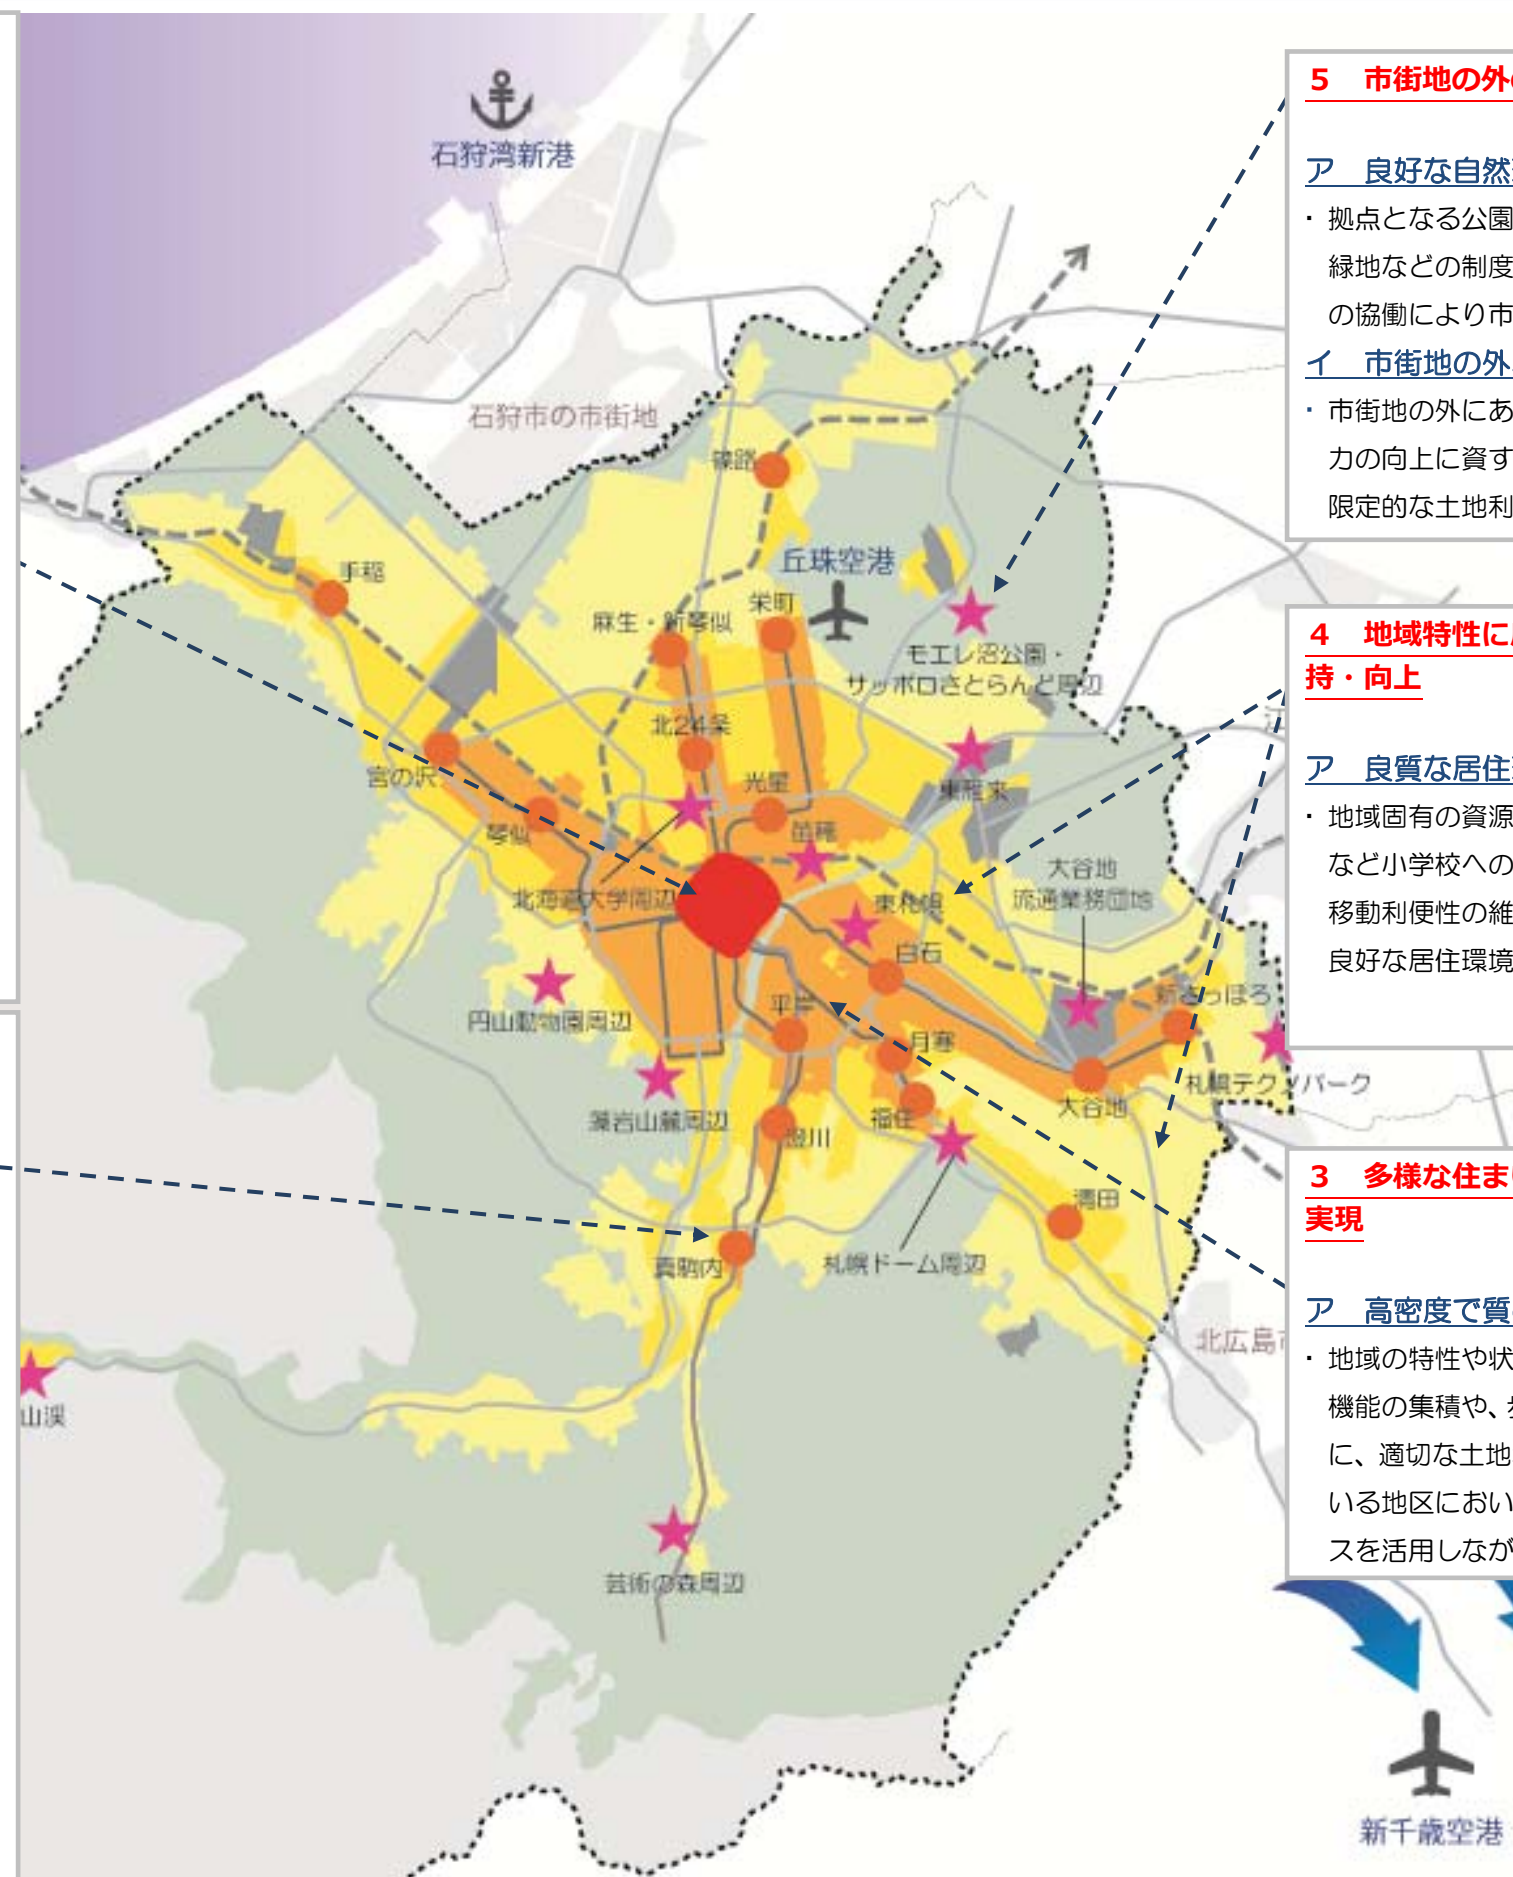 石狩湾新港
石狩市の市街地
篠路
手稲
丘珠空港
麻生・新琴似
栄町
モエレ沼公園・
サッポロさとらんど周辺
北24条
宮の沢
光星
東雁来
琴似
苗穂
大谷地
流通業務団地
北海道大学周辺
東札幌
白石
新さっぽろ
円山動物園周辺
平岸
月寒
札幌テクノパーク
大谷地
藻岩山麓周辺
澄川
福住
清田
真駒内
札幌ドーム周辺
北広島
山渓
芸術の森周辺
新千歳空港
5 市街地の外の
ア 良好な自然
・拠点となる公園
緑地などの制度
の協働により市
イ 市街地の外
・市街地の外にあ
力の向上に資す
限定的な土地利
4 地域特性に
持・向上
ア 良質な居住
・地域固有の資源
など小学校への
移動利便性の維
良好な居住環境
3 多様な住ま
実現
ア 高密度で質
・地域の特性や状
機能の集積や、
に、適切な土地
いる地区におい
スを活用しなが